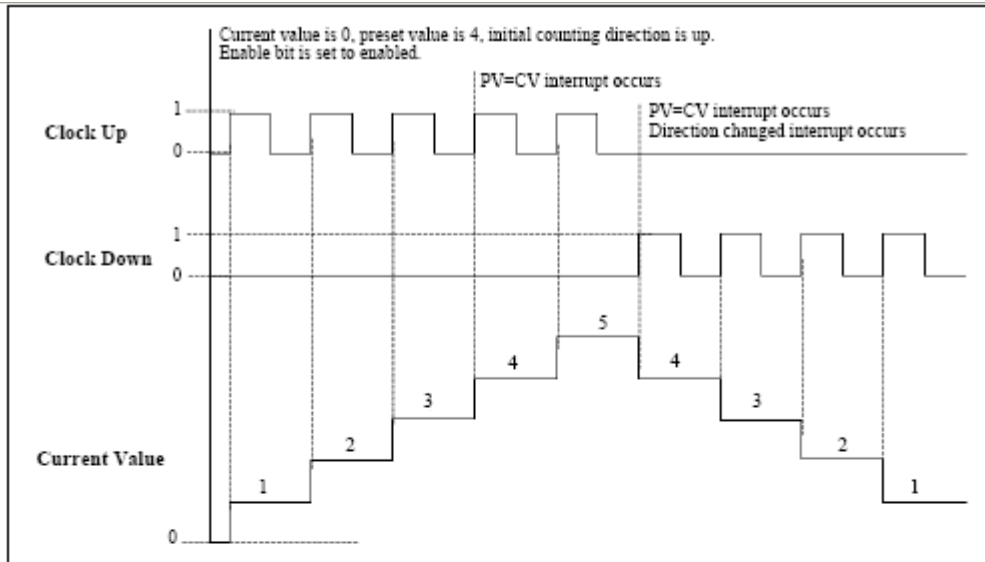 Current value is 0, preset value is 4, initial counting direction is up.
Enable bit is set to enabled.
PV=CV interrupt occurs
PV=CV interrupt occurs
Direction changed interrupt occurs
1
Clock Up
0
1
Clock Down
0
5
4
4
3
3
2
2
Current Value
1
1
0